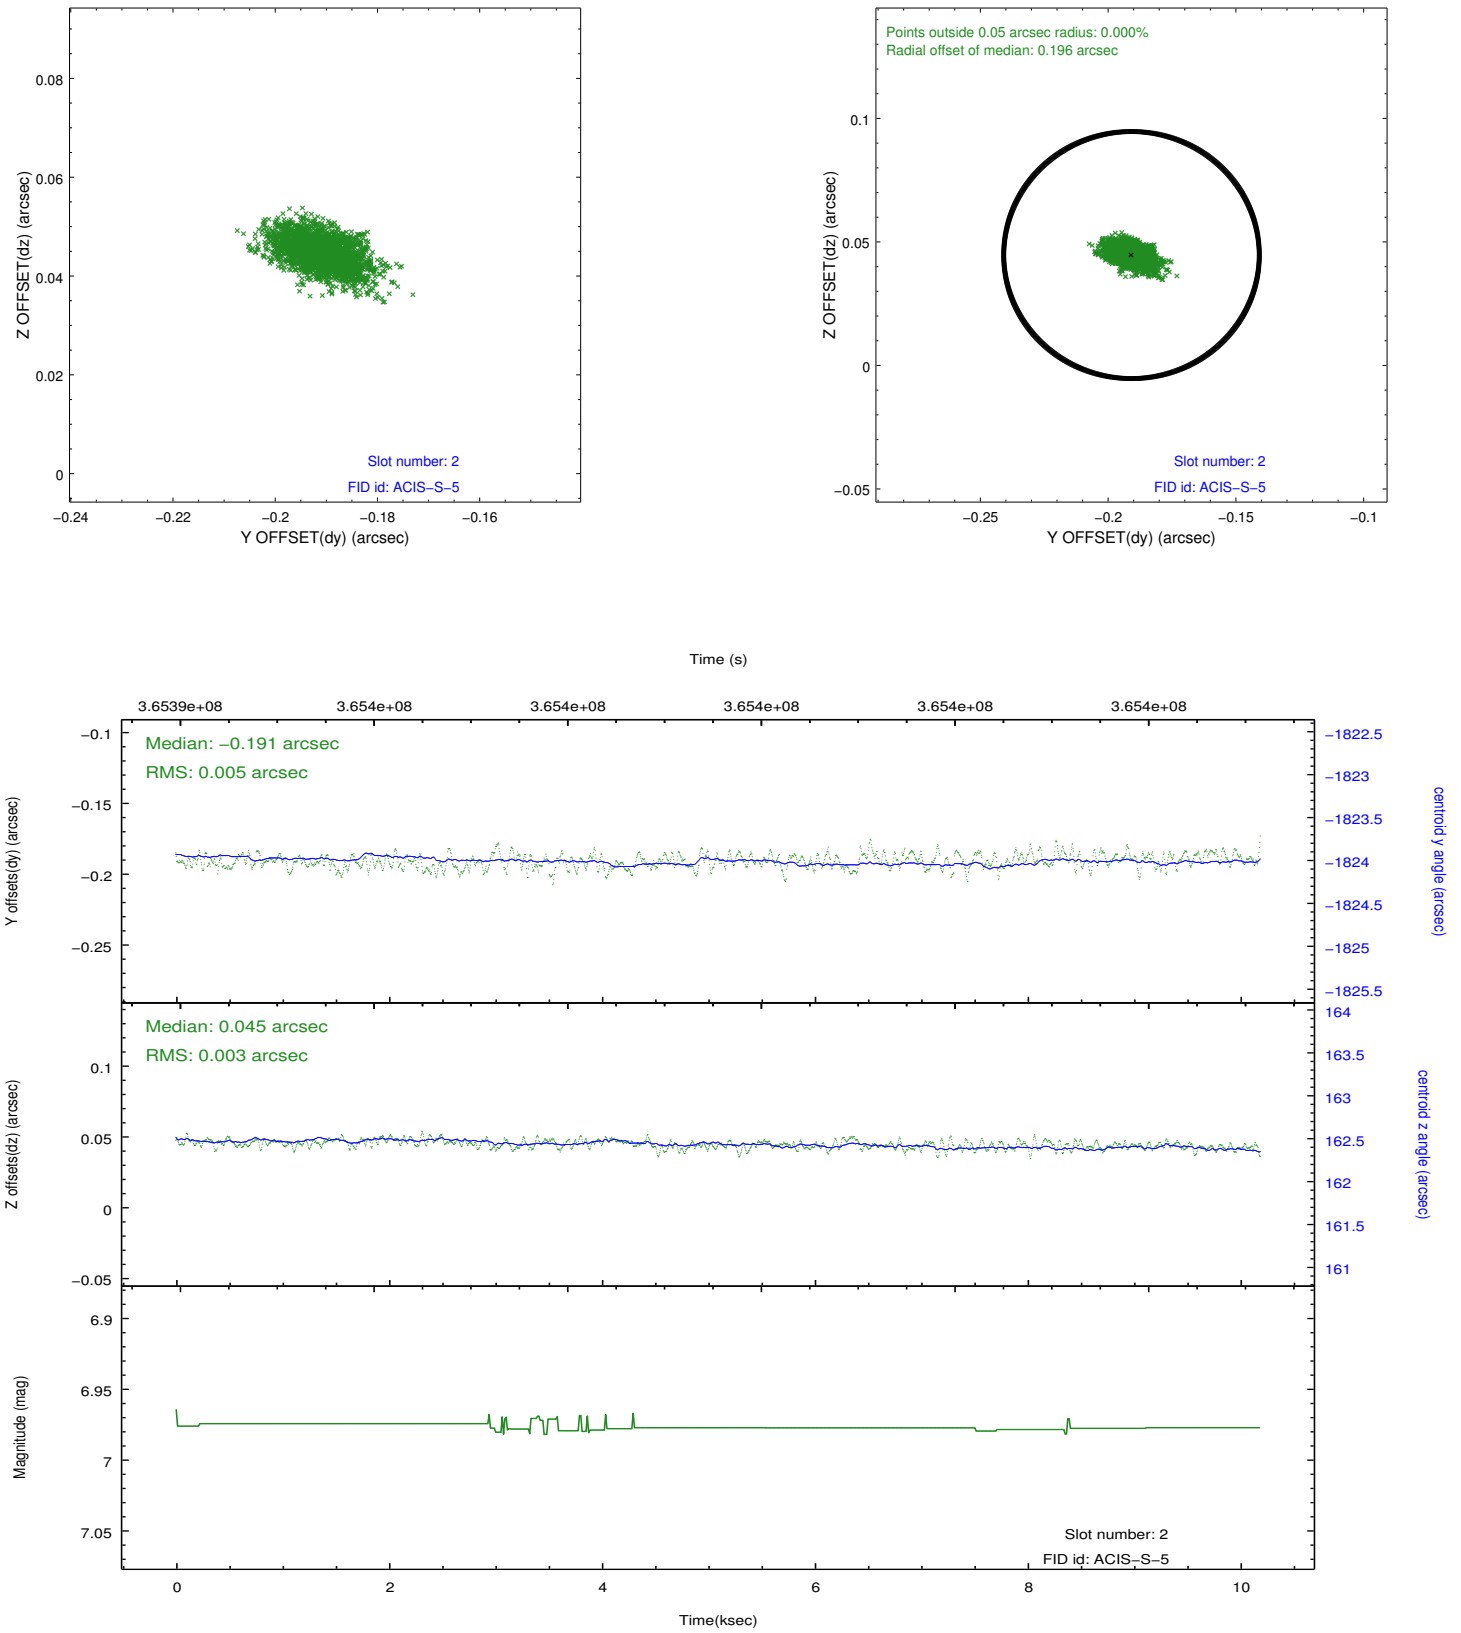 0.08
0.06
0.04
0.02
0
−0.24
−0.22
−0.2
−0.18
−0.16
Z OFFSET(dz) (arcsec)
Y OFFSET(dy) (arcsec)
Slot number: 2
FID id: ACIS−S−5
Points outside 0.05 arcsec radius: 0.000%
Radial offset of median: 0.196 arcsec
0.1
0.05
0
−0.05
−0.25
−0.2
−0.15
−0.1
Z OFFSET(dz) (arcsec)
Y OFFSET(dy) (arcsec)
Slot number: 2
FID id: ACIS−S−5
Time (s)
3.6539e+08
3.654e+08
3.654e+08
3.654e+08
3.654e+08
3.654e+08
Median: −0.191 arcsec
RMS: 0.005 arcsec
−0.1
−0.15
−0.2
−0.25
Y offsets(dy) (arcsec)
−1822.5
−1823
−1823.5
−1824
−1824.5
−1825
−1825.5
centroid y angle (arcsec)
Median: 0.045 arcsec
RMS: 0.003 arcsec
0.1
0.05
0
−0.05
Z offsets(dz) (arcsec)
164
163.5
163
162.5
162
161.5
161
centroid z angle (arcsec)
6.9
6.95
7
7.05
Magnitude (mag)
Slot number: 2
FID id: ACIS−S−5
0
2
4
6
8
10
Time(ksec)